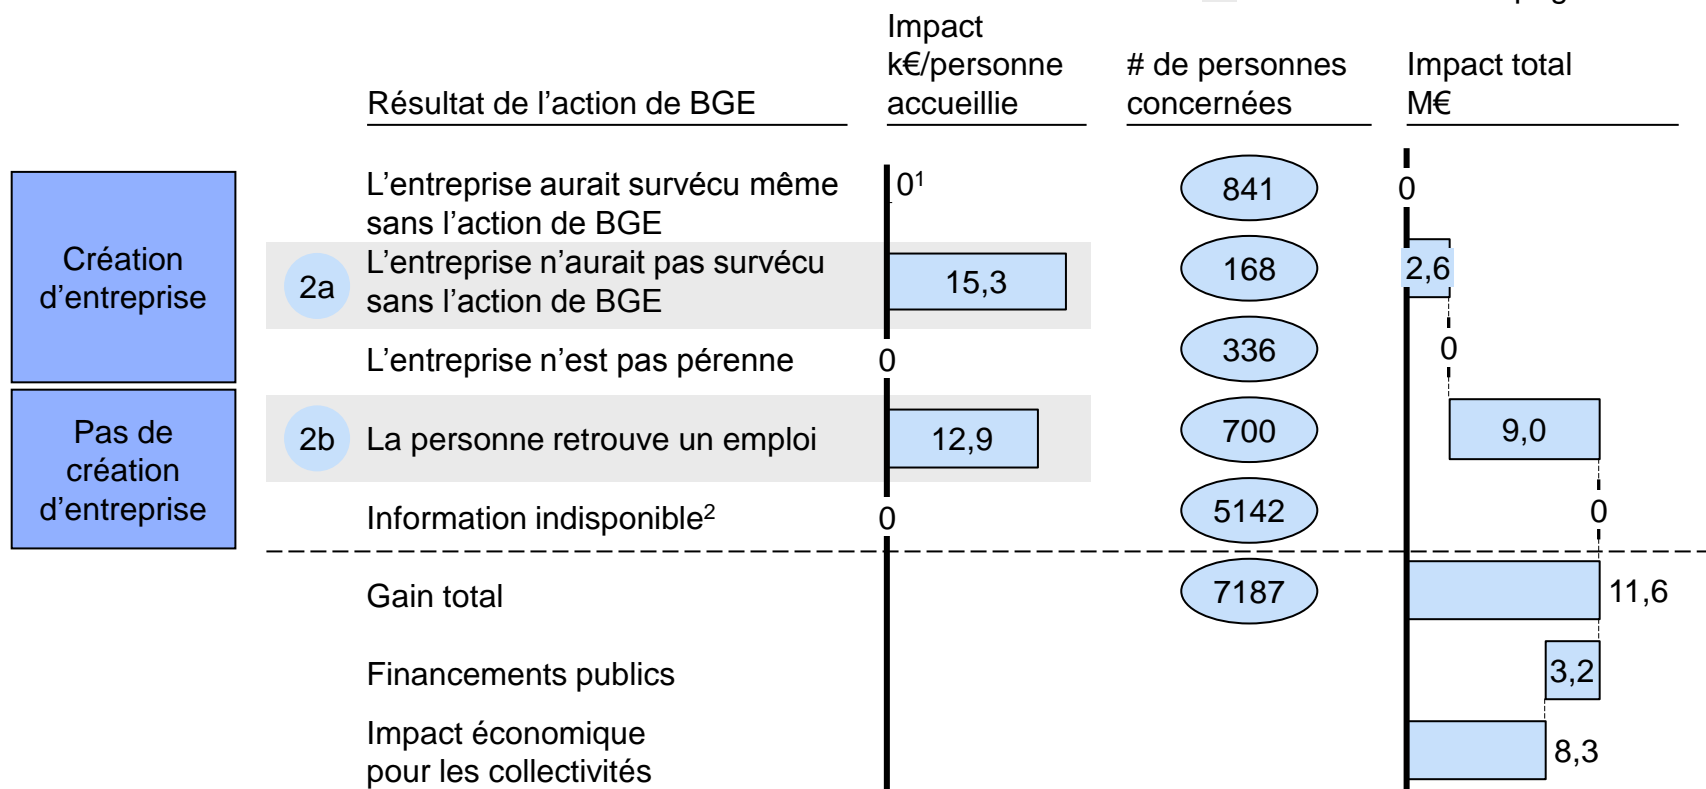 Impact
k€/personne
accueillie
# de personnes
concernées
Impact total
M€
Résultat de l'action de BGE
Création
d'entreprise
L'entreprise aurait survécu même
sans l'action de BGE
0¹
841
0
2a
L'entreprise n'aurait pas survécu
sans l'action de BGE
15,3
168
2,6
L'entreprise n'est pas pérenne
0
336
0
Pas de
création
d'entreprise
2b
La personne retrouve un emploi
12,9
700
9,0
Information indisponible²
0
5142
0
Gain total
7187
11,6
Financements publics
3,2
Impact économique
pour les collectivités
8,3